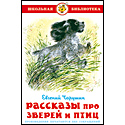 ШКОЛЬНАЯ БИБЛИОТЕКА
Евгений Чарушин
РАССКАЗЫ ПРО
ЗВЕРЕЙ И ПТИЦ